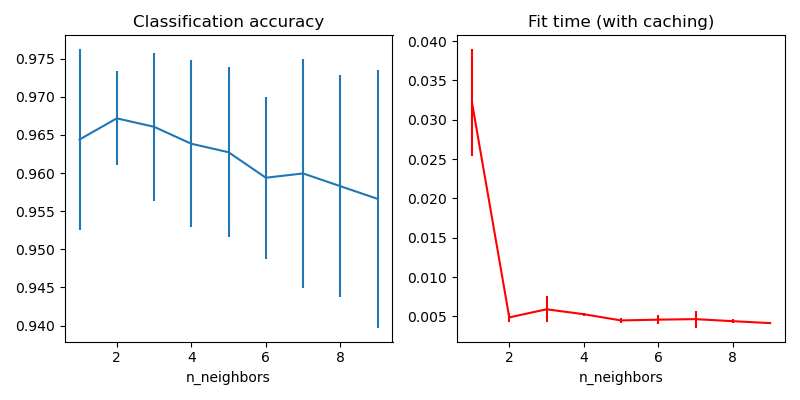 Classification accuracy
0.975
0.970
0.965
0.960
0.955
0.950
0.945
0.940
2 4 6 8
n_neighbors
Fit time (with caching)
0.040
0.035
0.030
0.025
0.020
0.015
0.010
0.005
2 4 6 8
n_neighbors